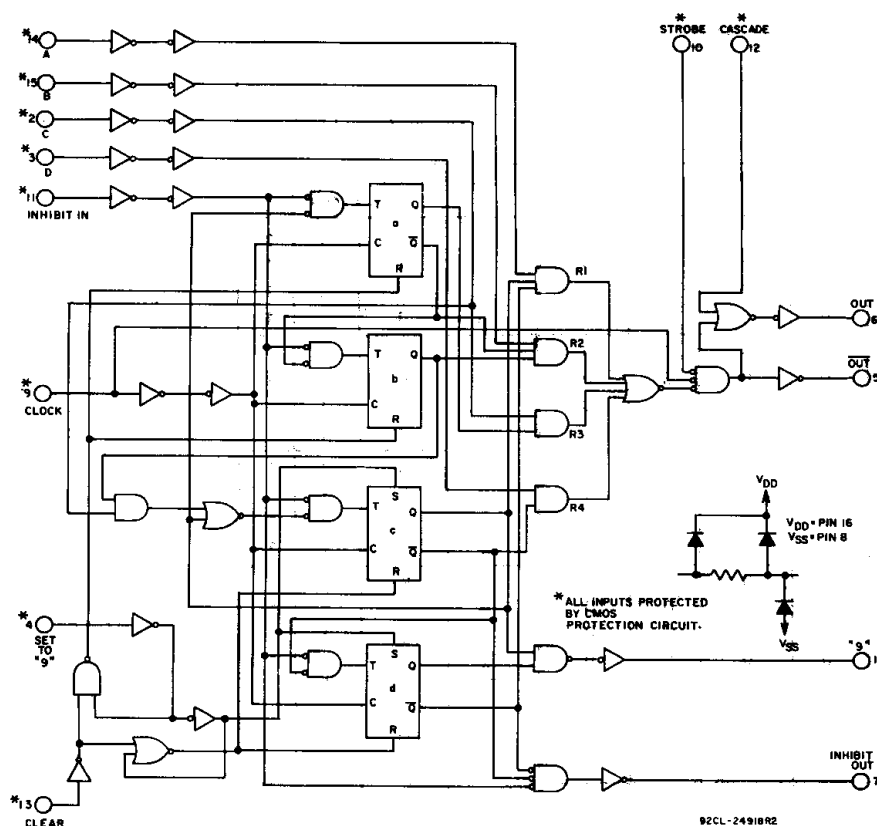 *14
A
*15
B
*2
C
*3
D
*11
INHIBIT IN
*9
CLOCK
*4
SET
TO
"9"
*13
CLEAR
T Q
a
C Q
R
T Q
b
C
R
S
T Q
c
C Q
R
S
T Q
d
C Q
R
R1
R2
R3
R4
*
STROBE
10
*
CASCADE
12
OUT
6
OUT
5
VDD
VDD=PIN 16
VSS=PIN 8
VSS
*ALL INPUTS PROTECTED
BY CMOS
PROTECTION CIRCUIT.
"9"
1
INHIBIT
OUT
7
92CL-24918R2